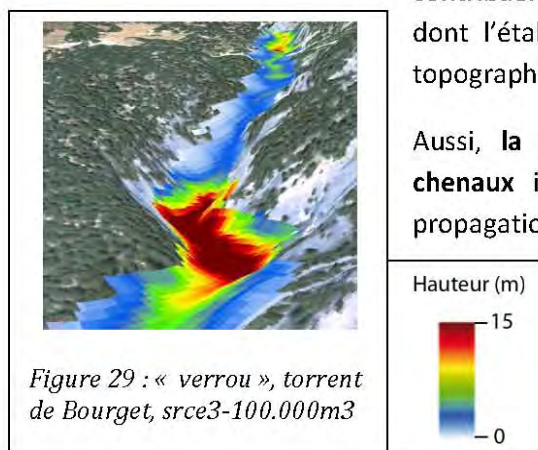 dont l'étal
topograph
Aussi, la
chenaux i
propagatio
Hauteur (m)
15
0
Figure 29 : « verrou », torrent
de Bourget, srce3-100.000m3